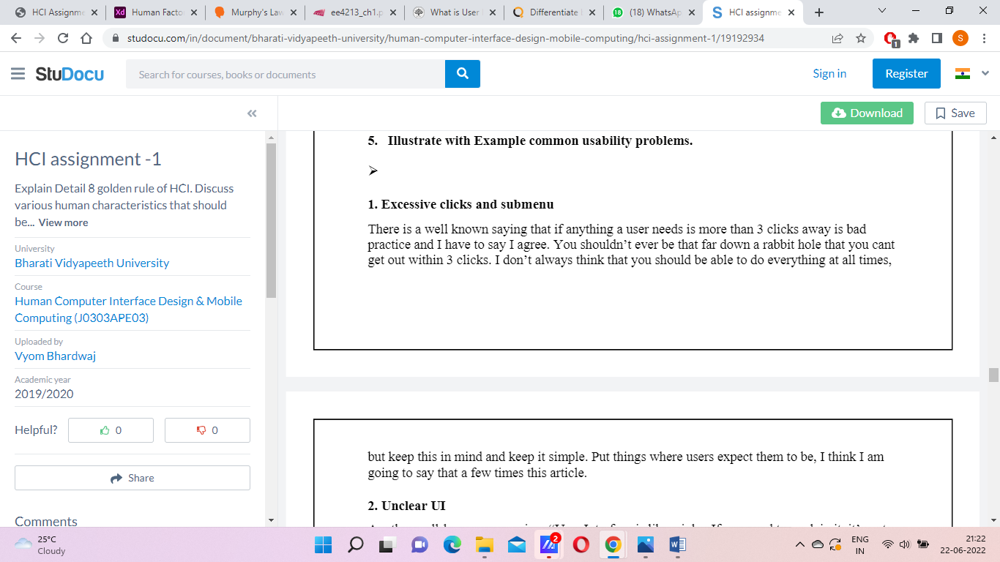 HCI Assignme
Human Facto
Murphy's Law
ee4213_ch1.p
What is User
Differentiate
(18) WhatsAp
HCI assignme
studocu.com/in/document/bharati-vidyapeeth-university/human-computer-interface-design-mobile-computing/hci-assignment-1/19192934
StuDocu
Search for courses, books or documents
Sign in
Register
Download
Save
HCI assignment -1
Explain Detail 8 golden rule of HCI. Discuss
various human characteristics that should
be... View more
University
Bharati Vidyapeeth University
Course
Human Computer Interface Design & Mobile
Computing (J0303APE03)
Uploaded by
Vyom Bhardwaj
Academic year
2019/2020
Helpful?
0
0
Share
Comments
5. Illustrate with Example common usability problems.
1. Excessive clicks and submenu
There is a well known saying that if anything a user needs is more than 3 clicks away is bad
practice and I have to say I agree. You shouldn't ever be that far down a rabbit hole that you cant
get out within 3 clicks. I don't always think that you should be able to do everything at all times,
but keep this in mind and keep it simple. Put things where users expect them to be, I think I am
going to say that a few times this article.
2. Unclear UI
25°C
Cloudy
2
ENG
IN
21:22
22-06-2022